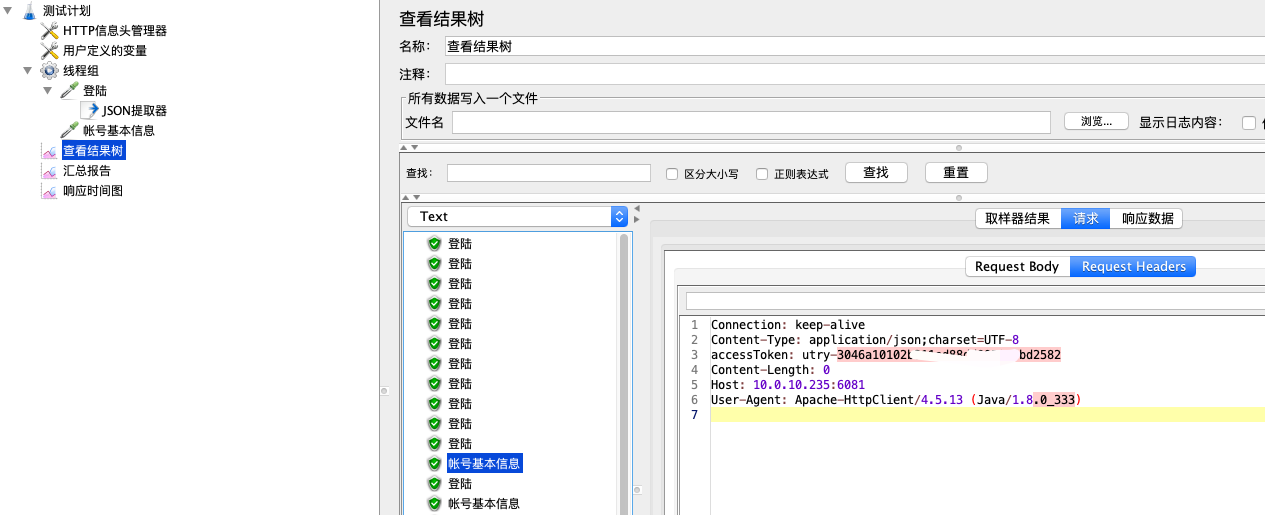 测试计划
HTTP信息头管理器
用户定义的变量
线程组
登陆
JSON提取器
帐号基本信息
查看结果树
汇总报告
响应时间图
查看结果树
名称: 查看结果树
注释:
所有数据写入一个文件
文件名 浏览... 显示日志内容:
查找: 区分大小写 正则表达式 查找 重置
Text
登陆
登陆
登陆
登陆
登陆
登陆
登陆
登陆
登陆
登陆
登陆
帐号基本信息
登陆
帐号基本信息
取样器结果 请求 响应数据
Request Body Request Headers
1 Connection: keep-alive
2 Content-Type: application/json;charset=UTF-8
3 accessToken: utry-3046a10102b bd2582
4 Content-Length: 0
5 Host: 10.0.10.235:6081
6 User-Agent: Apache-HttpClient/4.5.13 (Java/1.8.0_333)
7